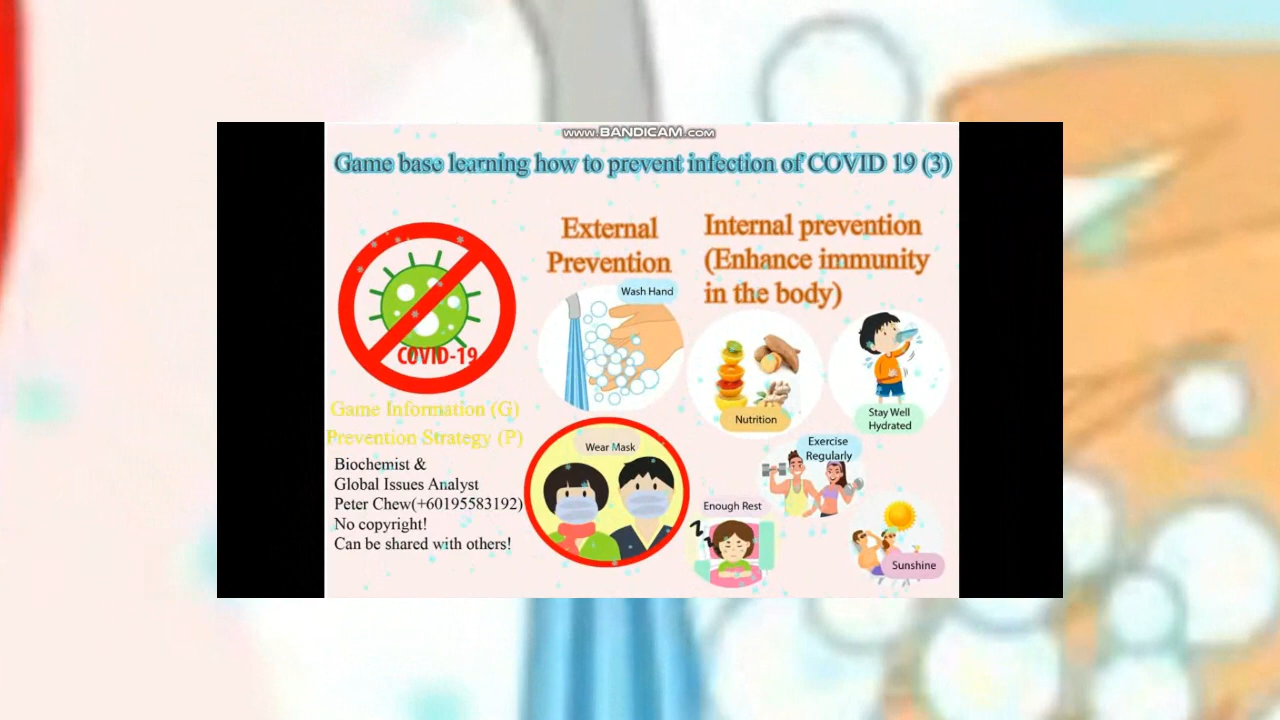 www.BANDICAM.com
Game base learning how to prevent infection of COVID 19 (3)
COVID-19
Game Information (G)
Prevention Strategy (P)
Biochemist &
Global Issues Analyst
Peter Chew(+60195583192)
No copyright!
Can be shared with others!
External
Prevention
Wash Hand
Wear Mask
Internal prevention
(Enhance immunity
in the body)
Nutrition
Stay Well
Hydrated
Exercise
Regularly
Enough Rest
Z
Z
Sunshine